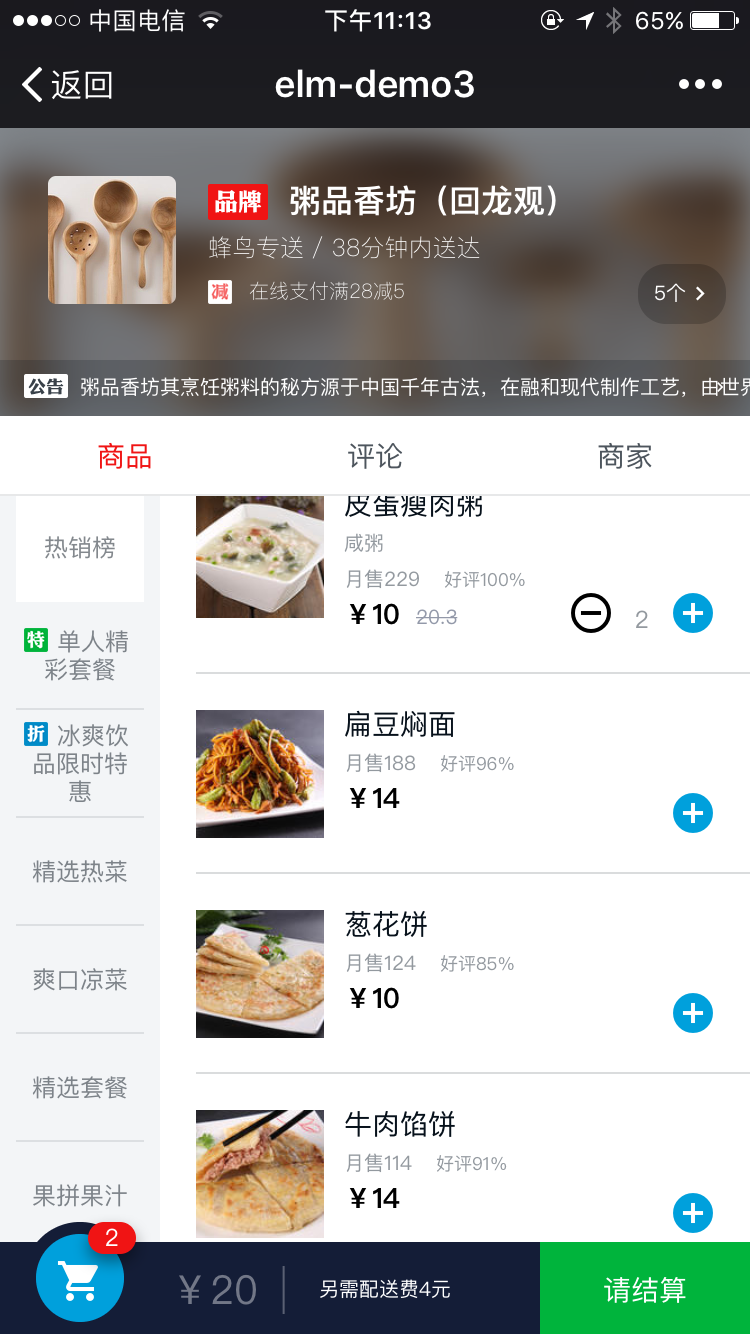 中国电信 下午11:13 65%
返回 elm-demo3
品牌 粥品香坊（回龙观）
蜂鸟专送 / 38分钟内送达
减 在线支付满28减5
5个
公告 粥品香坊其烹饪粥料的秘方源于中国千年古法，在融和现代制作工艺，由世界
商品 评论 商家
热销榜
特 单人精
彩套餐
折 冰爽饮
品限时特
惠
精选热菜
爽口凉菜
精选套餐
果拼果汁
皮蛋瘦肉粥
咸粥
月售229 好评100%
¥10 20.3
2
扁豆焖面
月售188 好评96%
¥14
葱花饼
月售124 好评85%
¥10
牛肉馅饼
月售114 好评91%
¥14
2
¥20 另需配送费4元 请结算